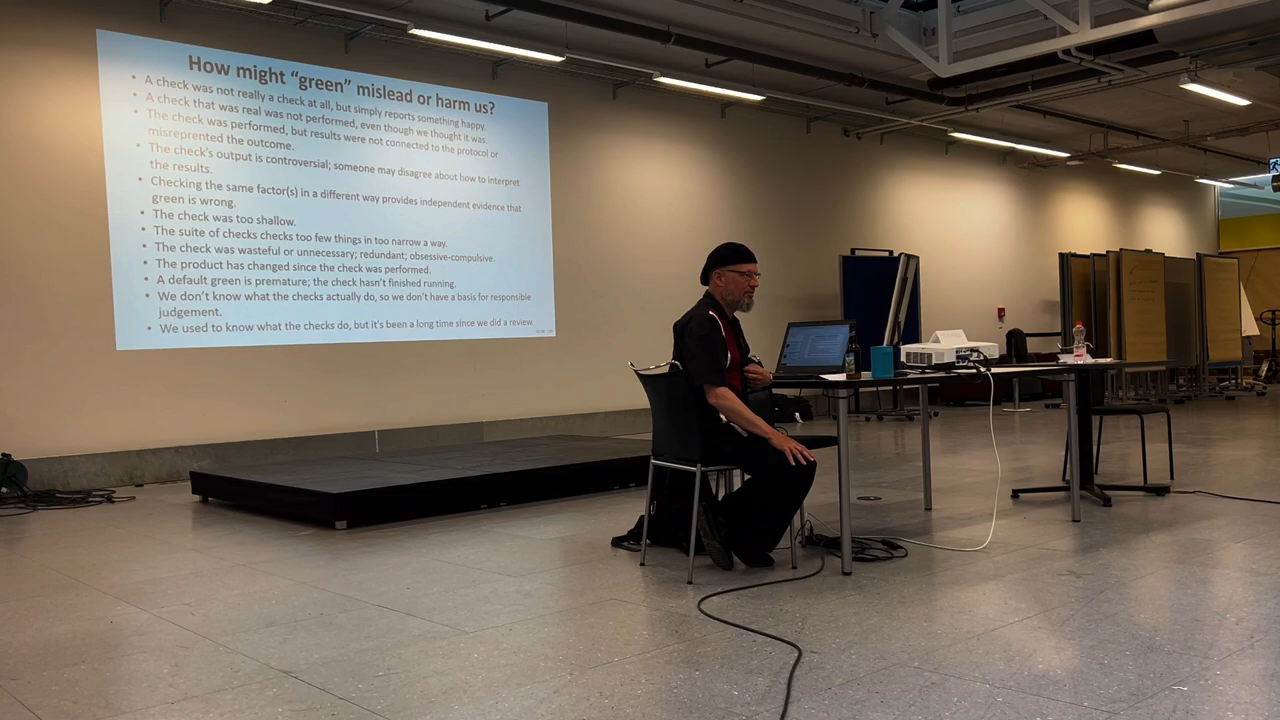 How might “green” mislead or harm us?
• A check was not really a check at all, but simply reports something happy.
• A check that was real was not performed, even though we thought it was.
• The check was performed, but results were not connected to the protocol or
misreprented the outcome.
• The check's output is controversial; someone may disagree about how to interpret
the results.
• Checking the same factor(s) in a different way provides independent evidence that
green is wrong.
• The check was too shallow.
• The suite of checks checks too few things in too narrow a way.
• The check was wasteful or unnecessary; redundant; obsessive-compulsive.
• The product has changed since the check was performed.
• A default green is premature; the check hasn't finished running.
• We don't know what the checks actually do, so we don't have a basis for responsible
judgement.
• We used to know what the checks do, but it's been a long time since we did a review.